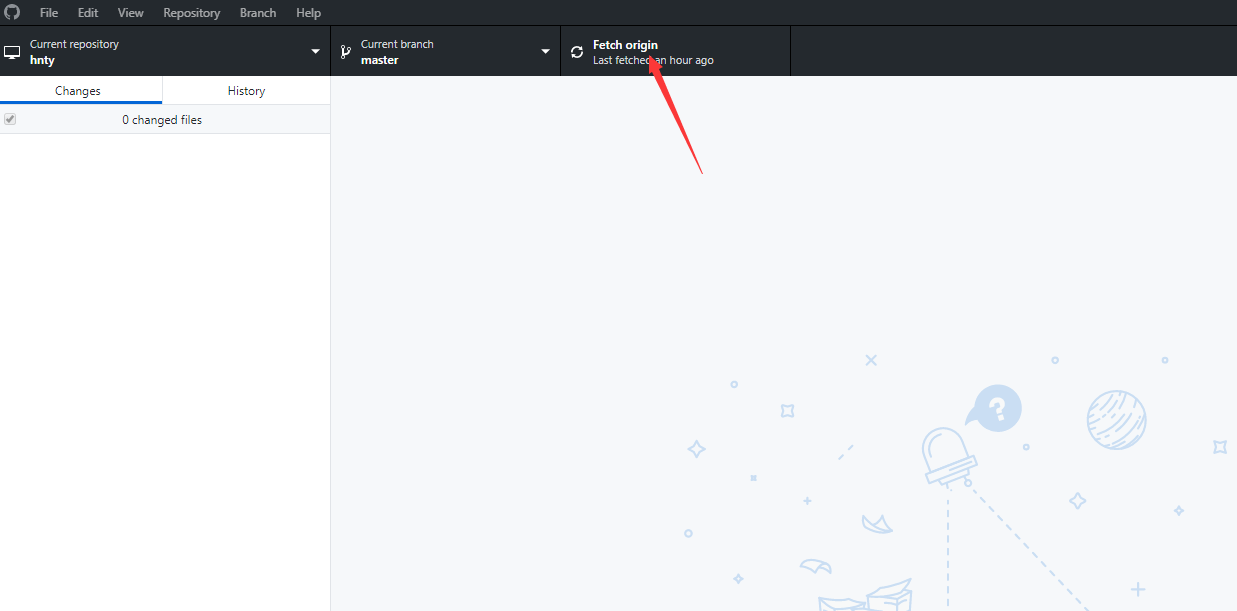 File Edit View Repository Branch Help
Current repository
hnty
Current branch
master
Fetch origin
Last fetched an hour ago
Changes
History
0 changed files
?